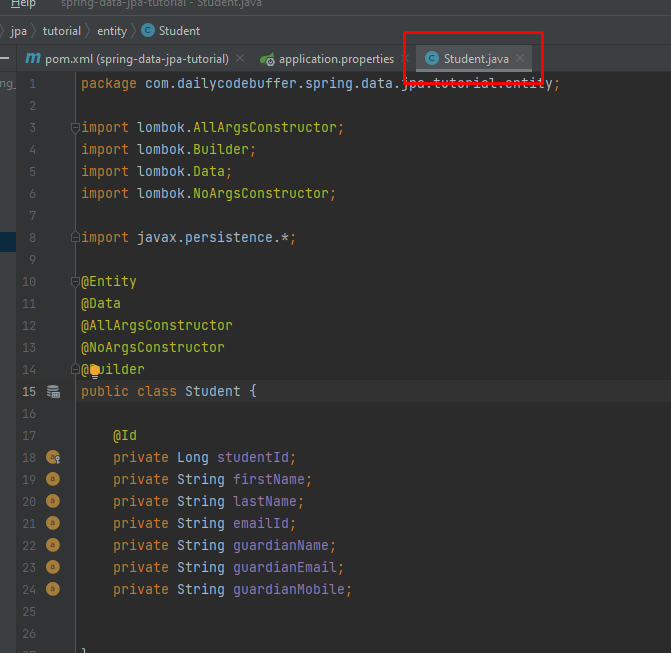 Help spring-data-jpa-tutorial - Student.java
jpa tutorial entity Student
pom.xml (spring-data-jpa-tutorial) application.properties Student.java
1 package com.dailycodebuffer.spring.data.jpa.tutorial.entity;
2
3 import lombok.AllArgsConstructor;
4 import lombok.Builder;
5 import lombok.Data;
6 import lombok.NoArgsConstructor;
7
8 import javax.persistence.*;
9
10 @Entity
11 @Data
12 @AllArgsConstructor
13 @NoArgsConstructor
14 @Builder
15 public class Student {
16
17 @Id
18 private Long studentId;
19 private String firstName;
20 private String lastName;
21 private String emailId;
22 private String guardianName;
23 private String guardianEmail;
24 private String guardianMobile;
25
26